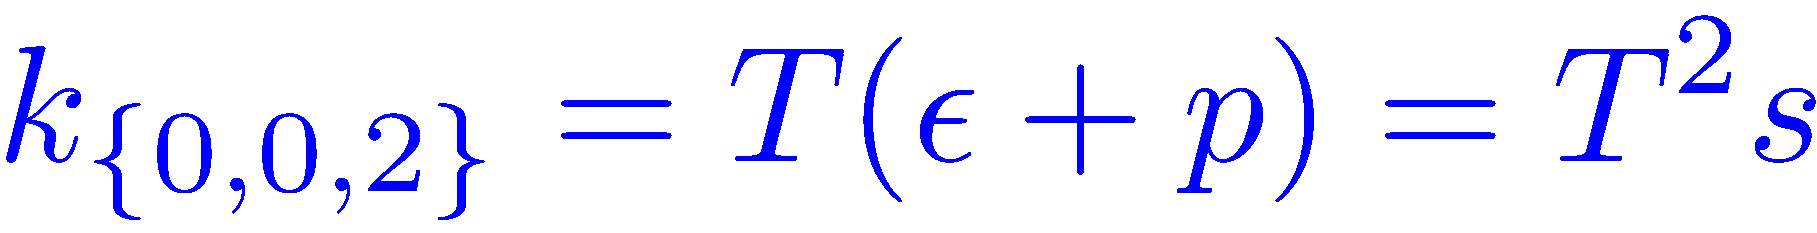 k_{\{0,0,2\}} = T(ϵ + p) = T^2 s